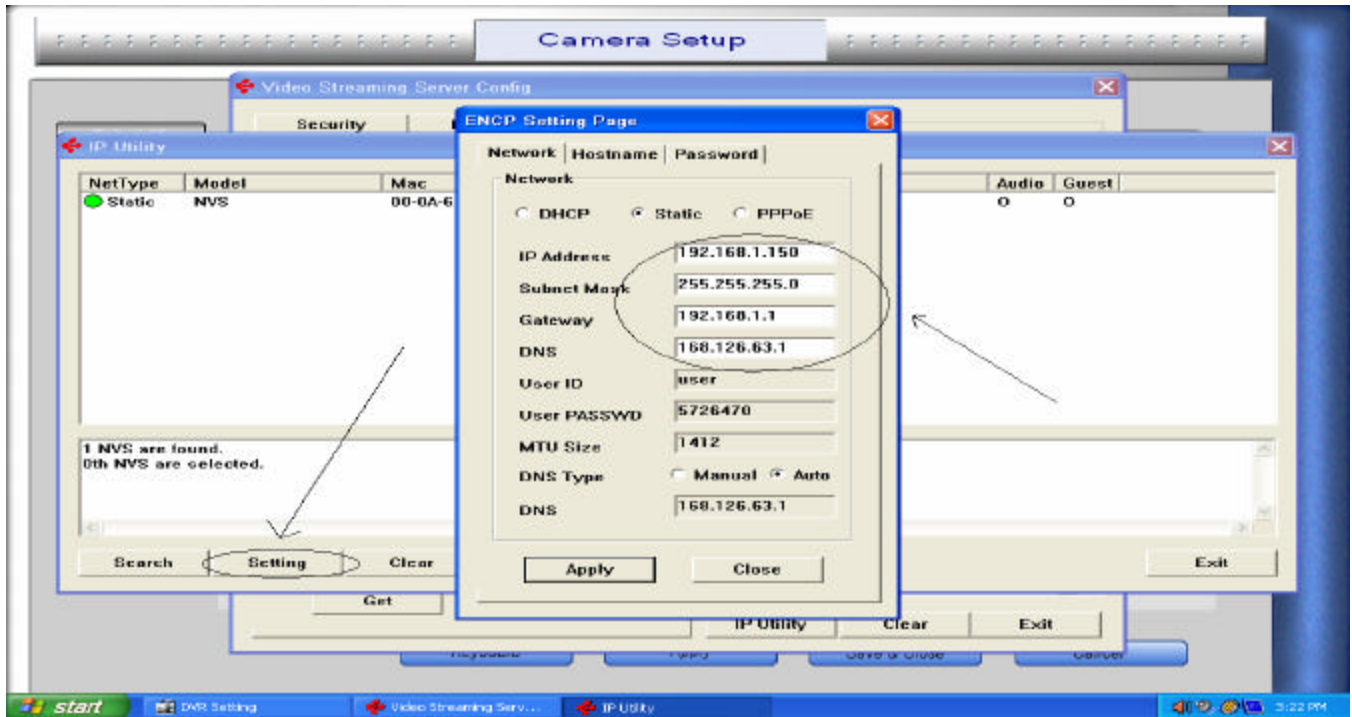 Camera Setup
Video Streaming Server Config
Security
ENCP Setting Page
IP Utility
Network Hostname Password
NetType Model Mac Audio Guest
Static NVS 00-0A-6 O O
Network
DHCP Static PPPoE
IP Address 192.168.1.150
Subnet Mask 255.255.255.0
Gateway 192.168.1.1
DNS 168.126.63.1
User ID user
User PASSWD 5726470
MTU Size 1412
DNS Type Manual Auto
DNS 168.126.63.1
1 NVS are found.
0th NVS are selected.
Search Setting Clear Apply Close Exit
Get
IP Utility Clear Exit
Keyboard Apply Save & Close Cancel
start DVR Setting Video Streaming Serv... IP Utility 3:22 PM